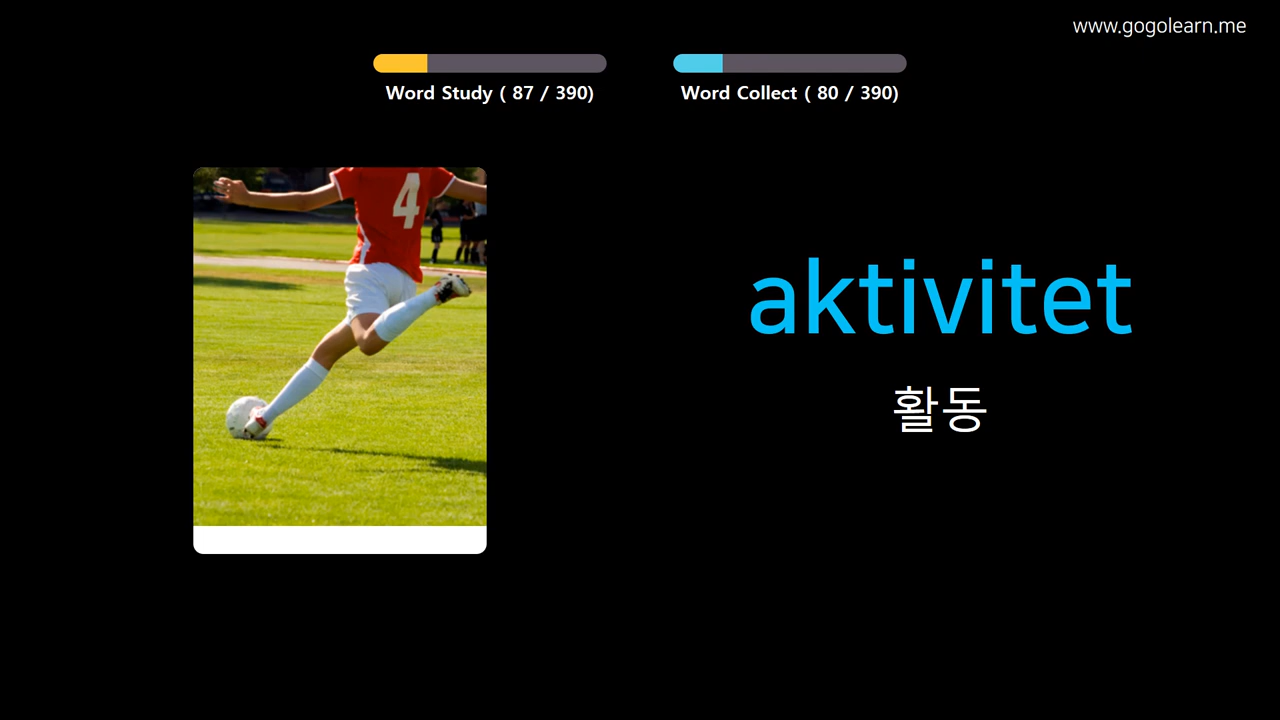 www.gogolearn.me
Word Study ( 87 / 390)
Word Collect ( 80 / 390)
4
aktivitet
활동